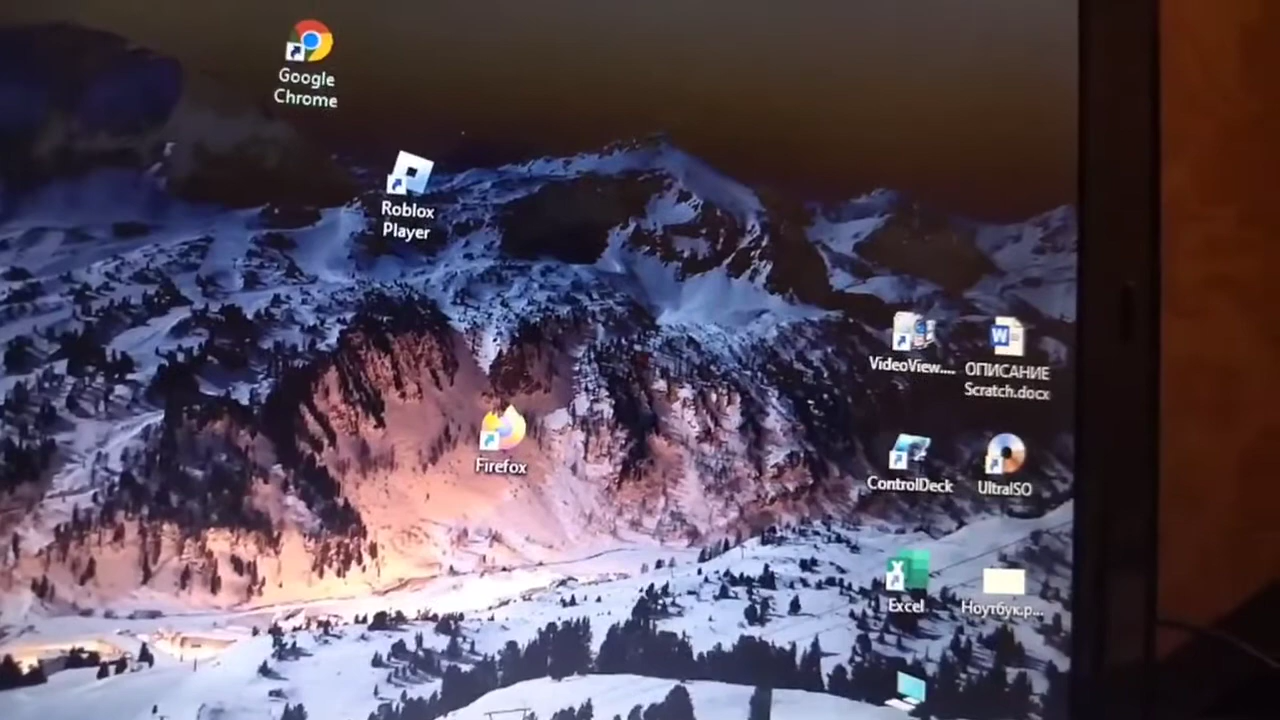 Google
Chrome
Roblox
Player
Firefox
VideoView....
ОПИСАНИЕ
Scratch.docx
ControlDeck
UltraISO
Excel
Ноутбук.p...